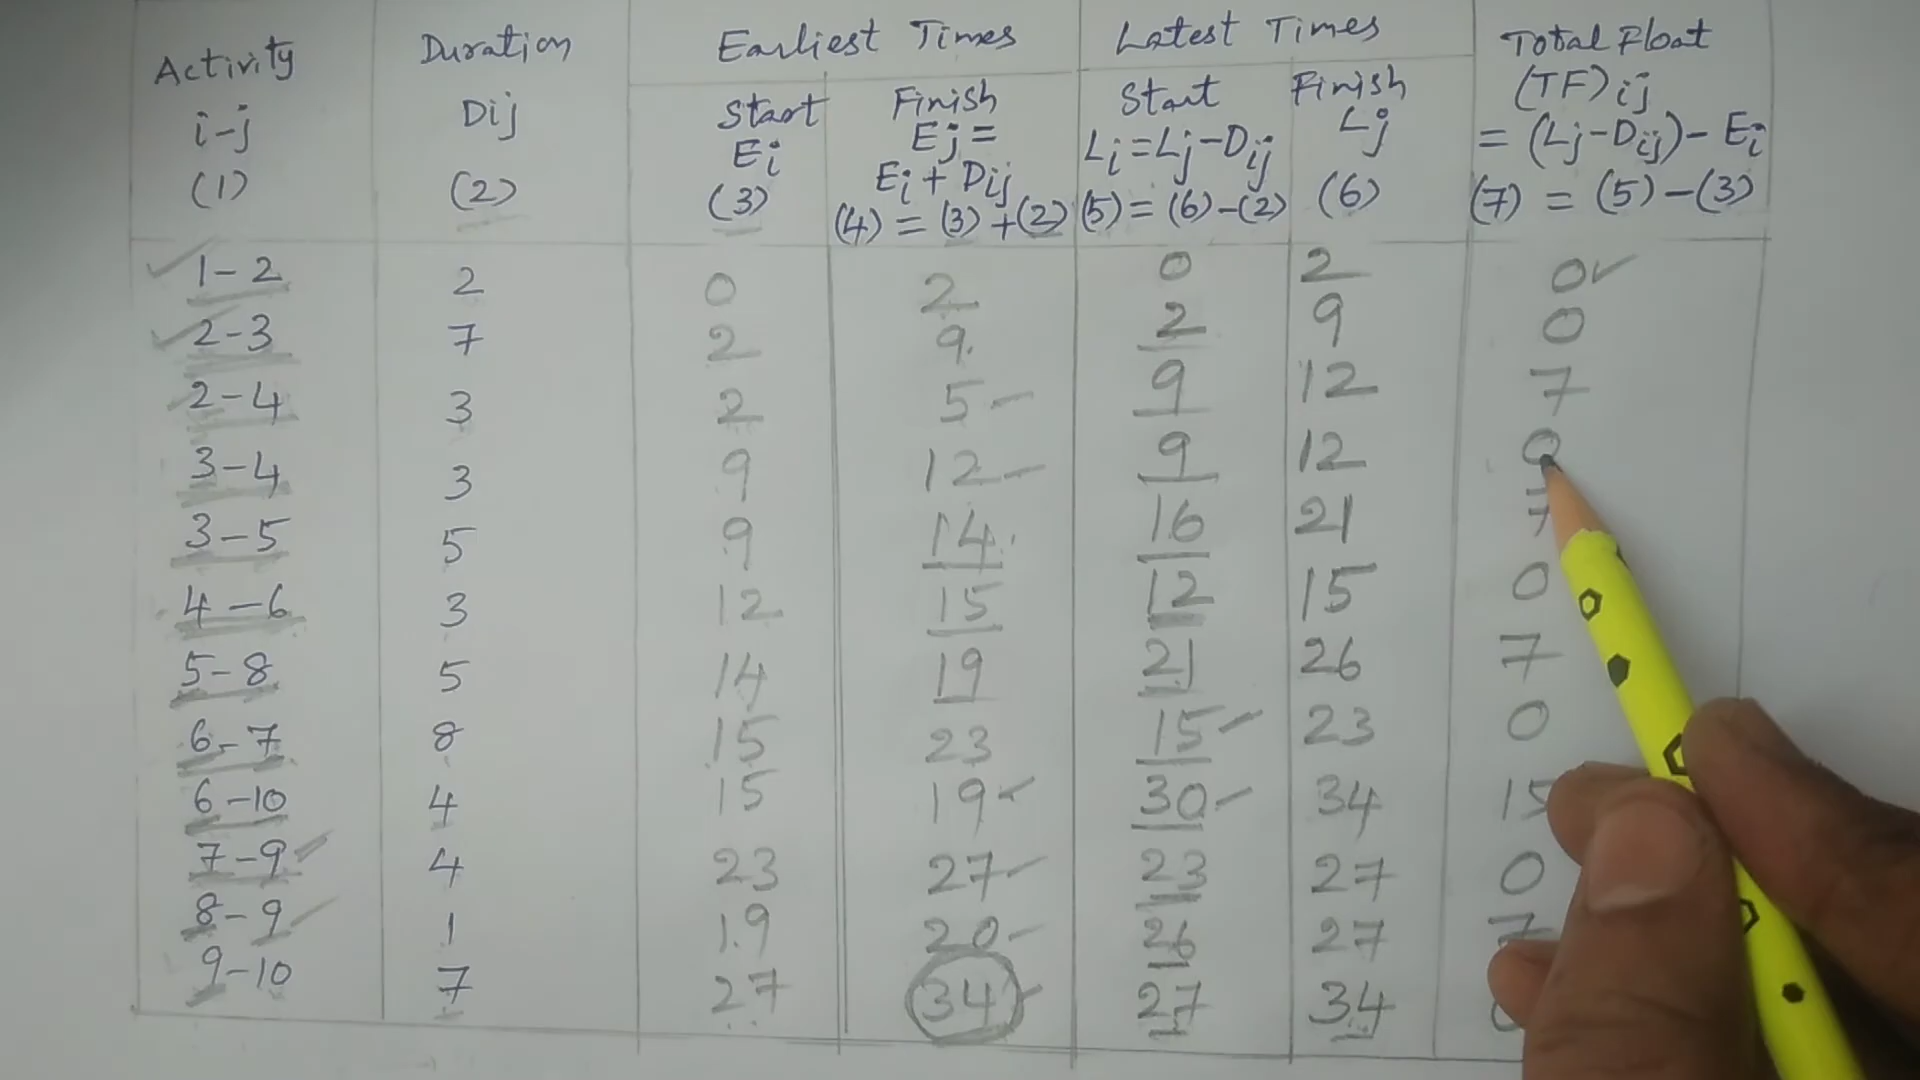 Activity Duration Earliest Times Latest Times Total Float
i-j Dij Start Finish Start Finish (TF)ij
Ei Ej = Li=Lj-Dij Lj = (Lj-Dij)-Ei
Ei + Dij
(1) (2) (3) (4) = (3)+(2) (5)= (6)-(2) (6) (7) = (5)-(3)
1-2 2 0 2 0 2 0
2-3 7 2 9 2 9 0
2-4 3 2 5 9 12 7
3-4 3 9 12 9 12 0
3-5 5 9 14 16 21 7
4-6 3 12 15 12 15 0
5-8 5 14 19 21 26 7
6-7 8 15 23 15 23 0
6-10 4 15 19 30 34 15
7-9 4 23 27 23 27 0
8-9 1 19 20 26 27 7
9-10 7 27 34 27 34